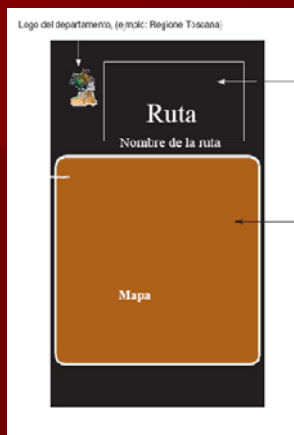 Logo del departamento, (ejmplo: Regione Toscana)
Ruta
Nombre de la ruta
Mapa